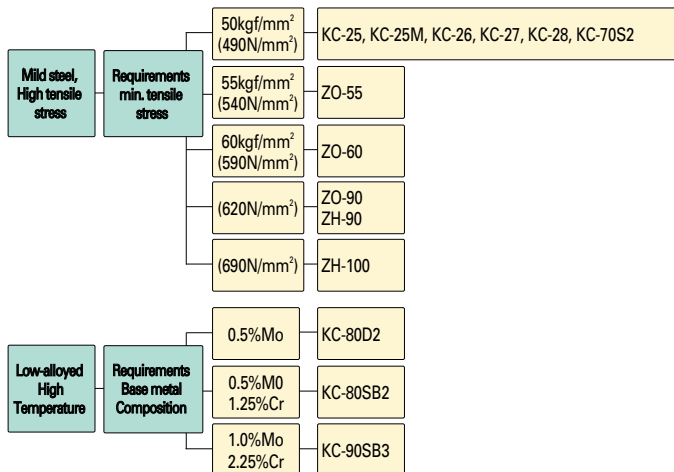 Mild steel,
High tensile
stress
Requirements
min. tensile
stress
50kgf/mm²
(490N/mm²)
KC-25, KC-25M, KC-26, KC-27, KC-28, KC-70S2
55kgf/mm²
(540N/mm²)
ZO-55
60kgf/mm²
(590N/mm²)
ZO-60
(620N/mm²)
ZO-90
ZH-90
(690N/mm²)
ZH-100
Low-alloyed
High
Temperature
Requirements
Base metal
Composition
0.5%Mo
KC-80D2
0.5%M0
1.25%Cr
KC-80SB2
1.0%Mo
2.25%Cr
KC-90SB3